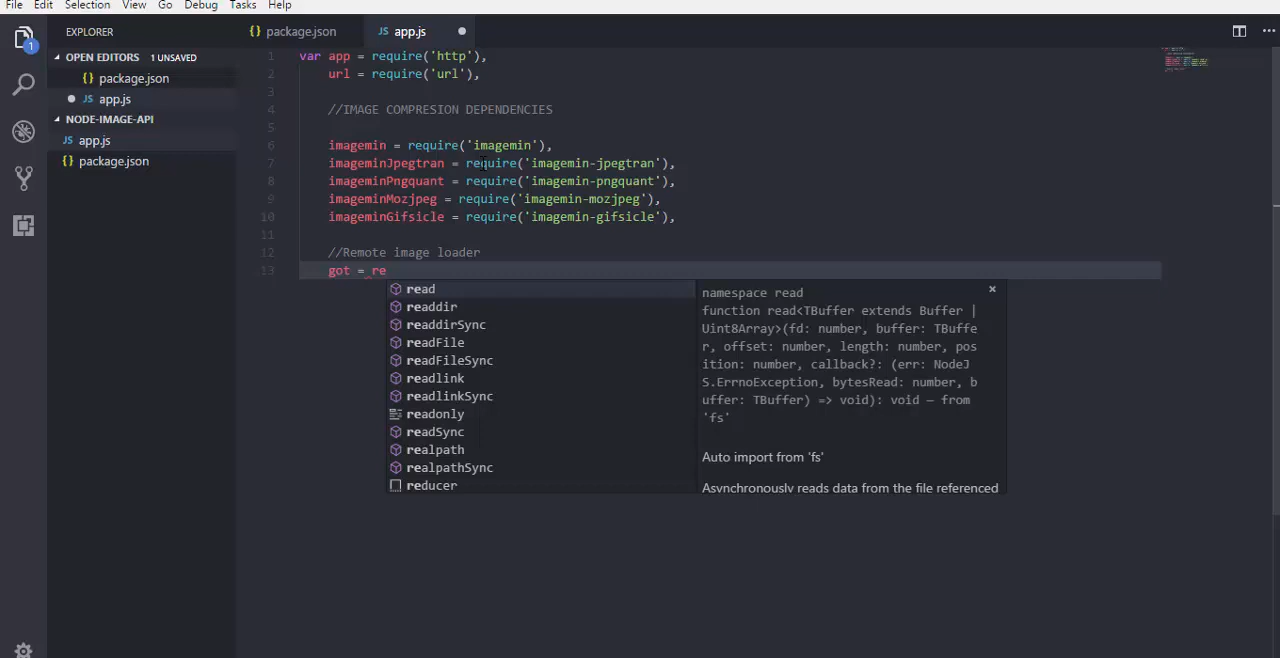 File Edit Selection View Go Debug Tasks Help
EXPLORER
{} package.json
JS app.js
OPEN EDITORS 1 UNSAVED
{} package.json
JS app.js
NODE-IMAGE-API
JS app.js
{} package.json
1
1 var app = require('http'),
2 url = require('url'),
3
4 //IMAGE COMPRESION DEPENDENCIES
5
6 imagemin = require('imagemin'),
7 imageminJpegtran = require('imagemin-jpegtran'),
8 imageminPngquant = require('imagemin-pngquant'),
9 imageminMozjpeg = require('imagemin-mozjpeg'),
10 imageminGifsicle = require('imagemin-gifsicle'),
11
12 //Remote image loader
13 got = re
read
readdir
readdirSync
readFile
readFileSync
readlink
readlinkSync
readonly
readSync
realpath
realpathSync
reducer
namespace read
function read<TBuffer extends Buffer |
Uint8Array>(fd: number, buffer: TBuffe
r, offset: number, length: number, pos
ition: number, callback?: (err: NodeJ
S.ErrnoException, bytesRead: number, b
uffer: TBuffer) => void): void — from
'fs'
Auto import from 'fs'
Asynchronously reads data from the file referenced